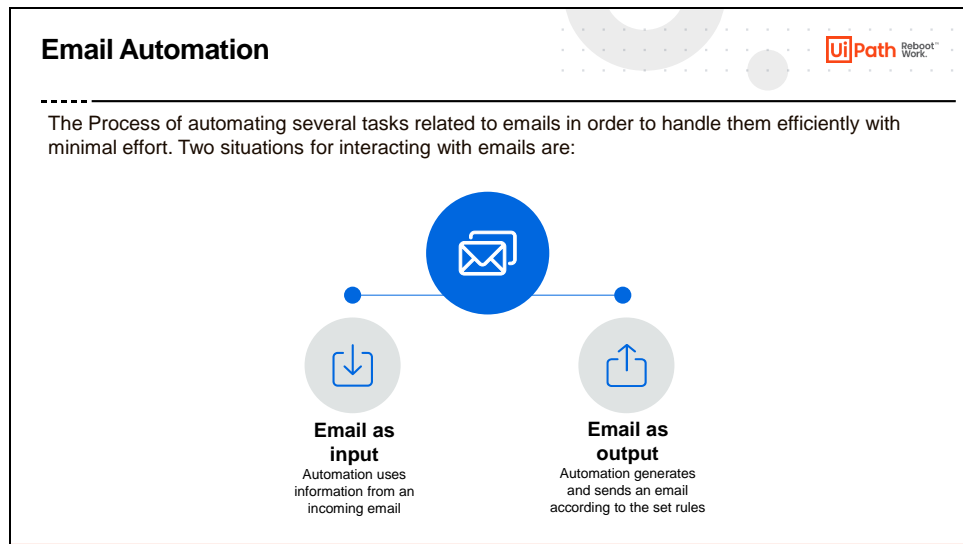 Email Automation
UiPath Reboot™
Work.
The Process of automating several tasks related to emails in order to handle them efficiently with
minimal effort. Two situations for interacting with emails are:
Email as
input
Automation uses
information from an
incoming email
Email as
output
Automation generates
and sends an email
according to the set rules